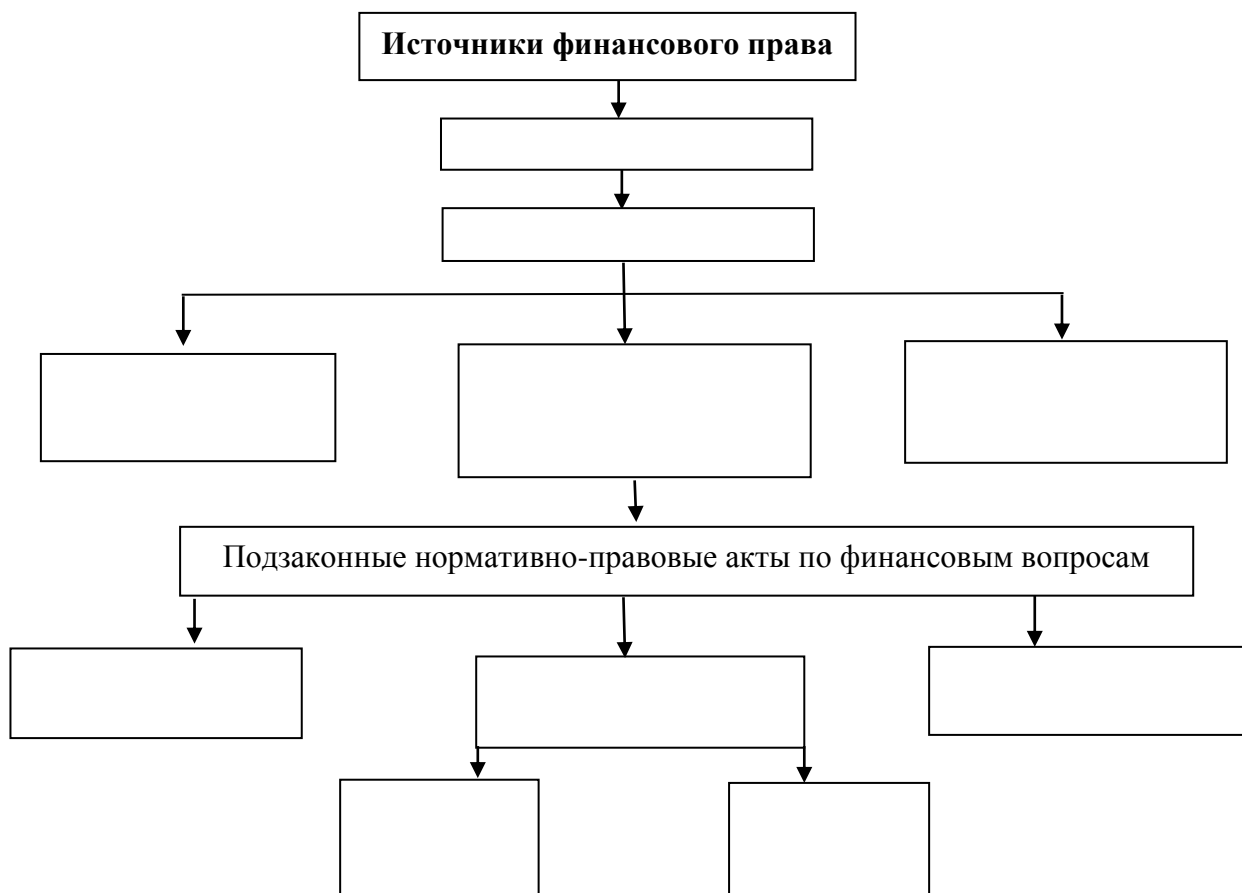 Источники финансового права
Подзаконные нормативно-правовые акты по финансовым вопросам